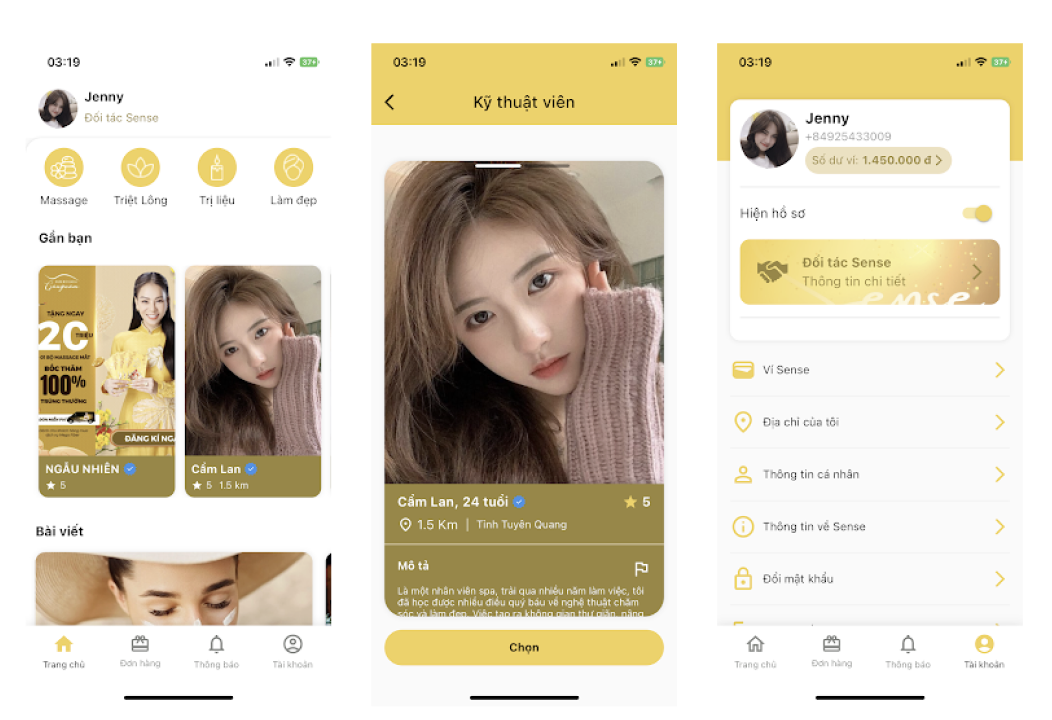 03:19
37+
Jenny
Đối tác Sense
Massage
Triệt Lông
Trị liệu
Làm đẹp
Gần bạn
TẶNG NGAY
20 TRIỆU
BỐC THĂM
100%
TRÚNG THƯỞNG
ĐĂNG KÍ NGA
NGẪU NHIÊN
5
Cẩm Lan
5 1.5 km
Bài viết
Trang chủ
Đơn hàng
Thông báo
Tài khoản
03:19
37+
Kỹ thuật viên
Cẩm Lan, 24 tuổi
5
1.5 Km | Tỉnh Tuyên Quang
Mô tả
Là một nhân viên spa, trải qua nhiều năm làm việc, tôi
đã học được nhiều điều quý báu về nghệ thuật chăm
sóc và làm đẹp. Việc tạo ra không gian thư giãn, nâng
Chọn
03:19
37+
Jenny
+84925433009
Số dư ví: 1.450.000 đ
Hiện hồ sơ
Đối tác Sense
Thông tin chi tiết
ense
Ví Sense
Địa chỉ của tôi
Thông tin cá nhân
Thông tin về Sense
Đổi mật khẩu
Trang chủ
Đơn hàng
Thông báo
Tài khoản